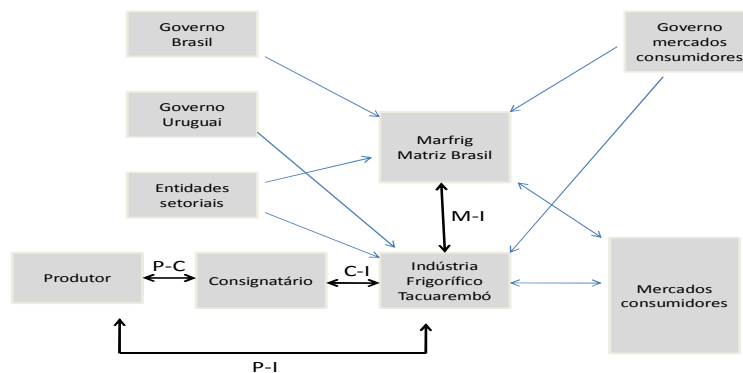 Governo
Brasil
Governo
mercados
consumidores
Governo
Uruguai
Marfrig
Matriz Brasil
Entidades
setoriais
M-I
Produtor
P-C
Consignatário
C-I
Indústria
Frigorífico
Tacuarembó
Mercados
consumidores
P-I